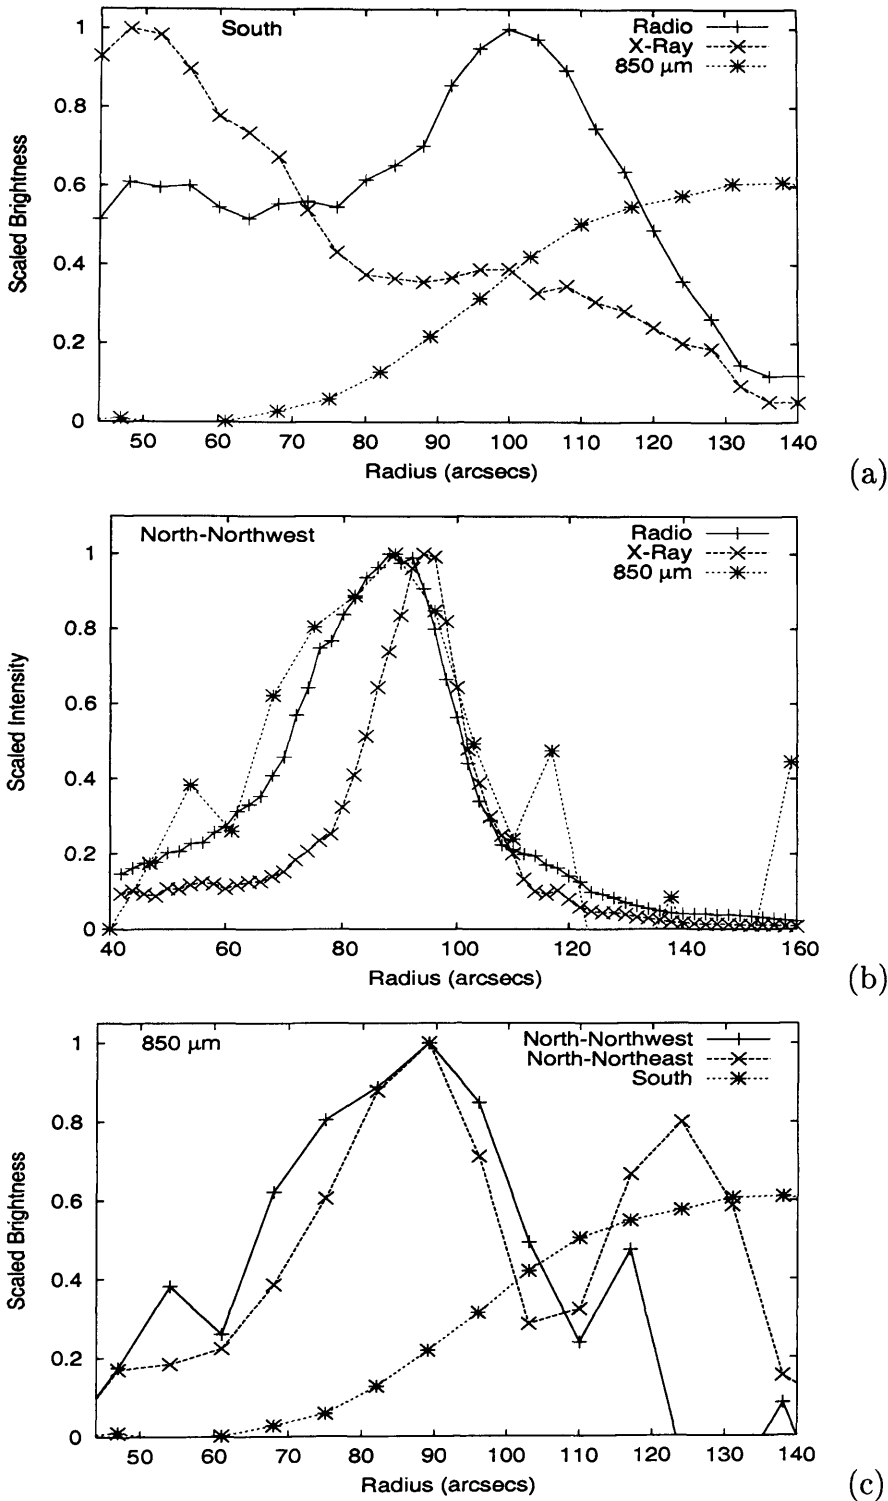 South
Radio
X-Ray
850 μm
1
0.8
0.6
0.4
0.2
0
Scaled Brightness
50 60 70 80 90 100 110 120 130 140
Radius (arcsecs)
(a)
North-Northwest
Radio
X-Ray
850 μm
1
0.8
0.6
0.4
0.2
0
Scaled Intensity
40 60 80 100 120 140 160
Radius (arcsecs)
(b)
850 μm
North-Northwest
North-Northeast
South
1
0.8
0.6
0.4
0.2
0
Scaled Brightness
50 60 70 80 90 100 110 120 130 140
Radius (arcsecs)
(c)